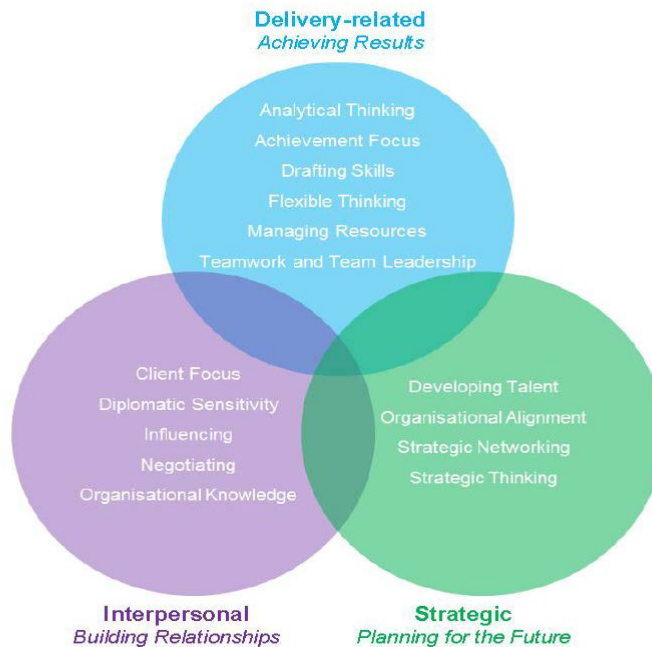 Delivery-related
Achieving Results
Analytical Thinking
Achievement Focus
Drafting Skills
Flexible Thinking
Managing Resources
Teamwork and Team Leadership
Client Focus
Diplomatic Sensitivity
Influencing
Negotiating
Organisational Knowledge
Developing Talent
Organisational Alignment
Strategic Networking
Strategic Thinking
Interpersonal
Building Relationships
Strategic
Planning for the Future